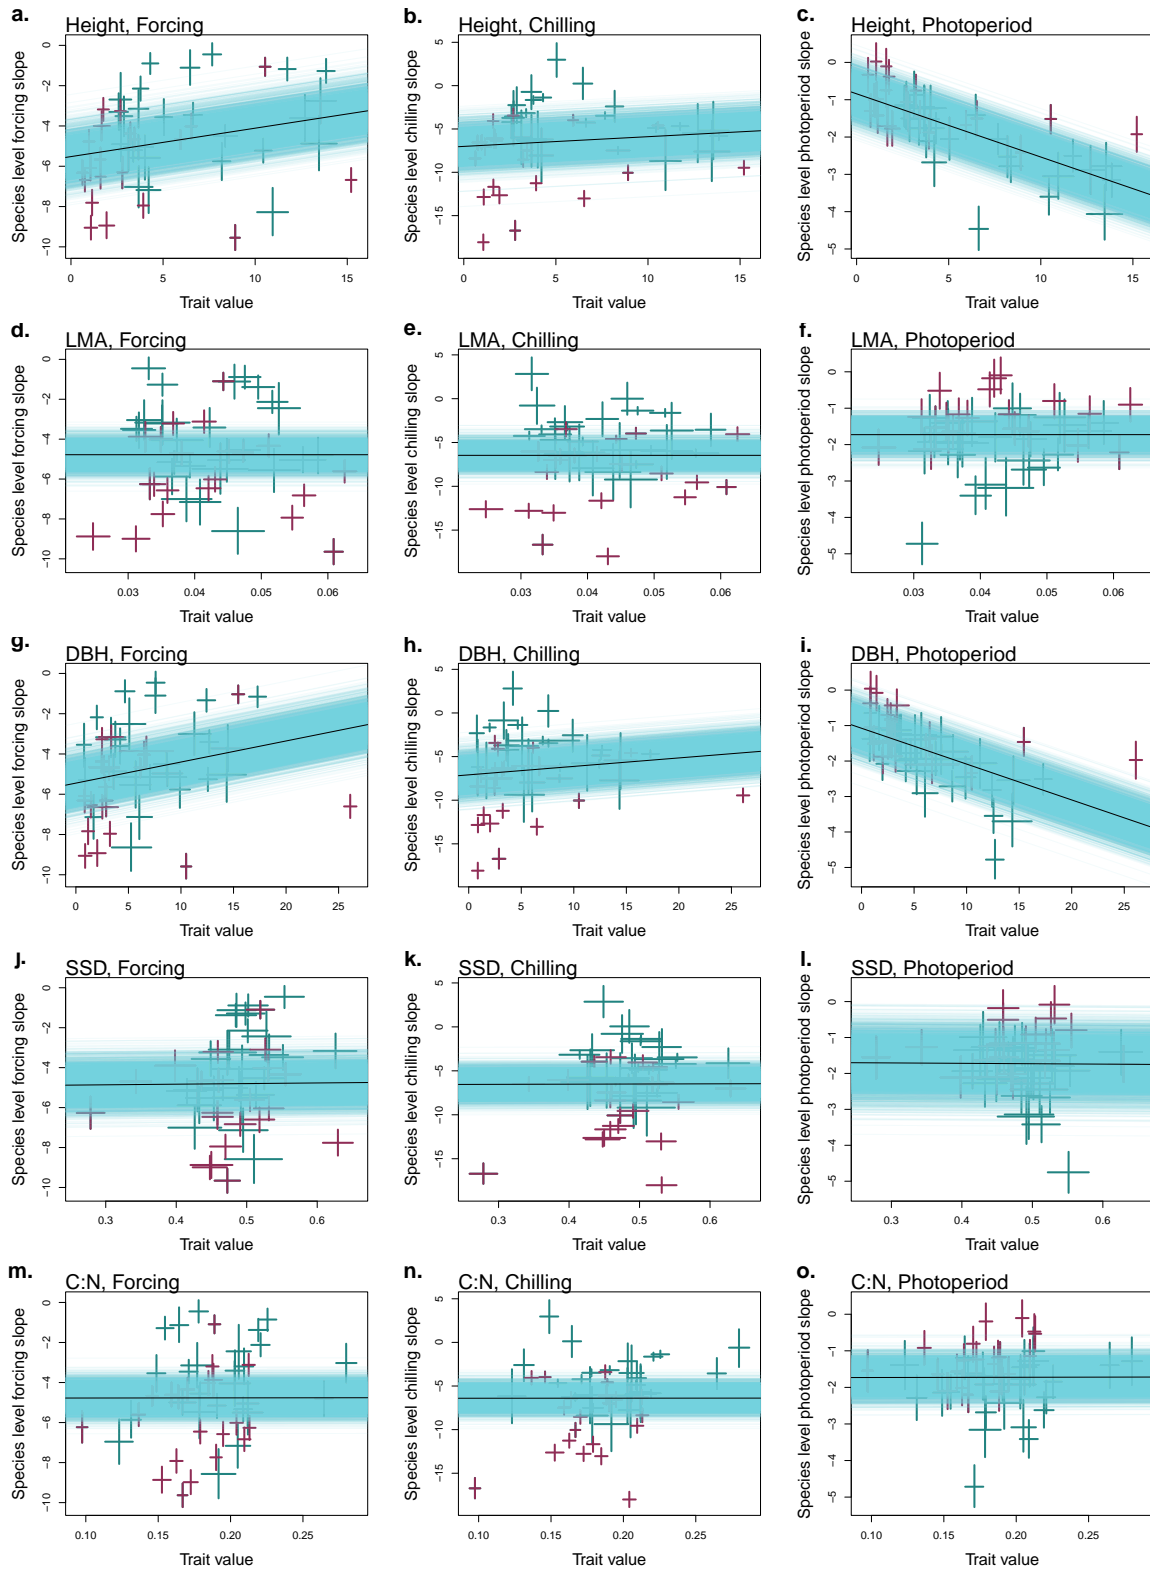 a. Height, Forcing
Species level forcing slope
0
−2
−4
−6
−8
−10
0 5 10 15
Trait value
b. Height, Chilling
Species level chilling slope
5
0
−5
−10
−15
0 5 10 15
Trait value
c. Height, Photoperiod
Species level photoperiod slope
0
−1
−2
−3
−4
−5
0 5 10 15
Trait value
d. LMA, Forcing
Species level forcing slope
0
−2
−4
−6
−8
−10
0.03 0.04 0.05 0.06
Trait value
e. LMA, Chilling
Species level chilling slope
5
0
−5
−10
−15
0.03 0.04 0.05 0.06
Trait value
f. LMA, Photoperiod
Species level photoperiod slope
0
−1
−2
−3
−4
−5
0.03 0.04 0.05 0.06
Trait value
g. DBH, Forcing
Species level forcing slope
0
−2
−4
−6
−8
−10
0 5 10 15 20 25
Trait value
h. DBH, Chilling
Species level chilling slope
5
0
−5
−10
−15
0 5 10 15 20 25
Trait value
i. DBH, Photoperiod
Species level photoperiod slope
0
−1
−2
−3
−4
−5
0 5 10 15 20 25
Trait value
j. SSD, Forcing
Species level forcing slope
0
−2
−4
−6
−8
−10
0.3 0.4 0.5 0.6
Trait value
k. SSD, Chilling
Species level chilling slope
5
0
−5
−10
−15
0.3 0.4 0.5 0.6
Trait value
l. SSD, Photoperiod
Species level photoperiod slope
0
−1
−2
−3
−4
−5
0.3 0.4 0.5 0.6
Trait value
m. C:N, Forcing
Species level forcing slope
0
−2
−4
−6
−8
−10
0.10 0.15 0.20 0.25
Trait value
n. C:N, Chilling
Species level chilling slope
5
0
−5
−10
−15
0.10 0.15 0.20 0.25
Trait value
o. C:N, Photoperiod
Species level photoperiod slope
0
−1
−2
−3
−4
−5
0.10 0.15 0.20 0.25
Trait value